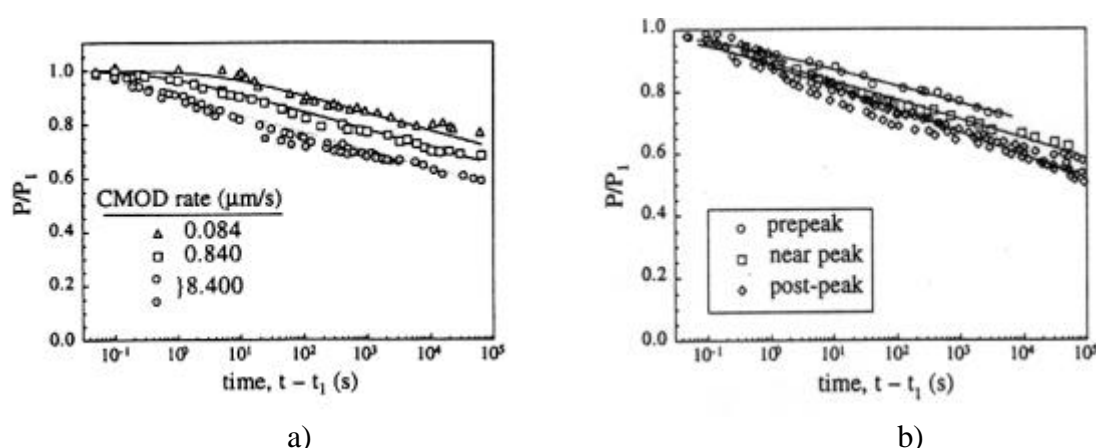 P/P₁
1.0
0.8
0.6
0.4
0.2
0.0
CMOD rate (μm/s)
0.084
0.840
}8.400
10⁻¹ 10⁰ 10¹ 10² 10³ 10⁴ 10⁵
time, t – t₁ (s)
a)
P/P₁
1.0
0.8
0.6
0.4
0.2
0.0
prepeak
near peak
post-peak
10⁻¹ 10⁰ 10¹ 10² 10³ 10⁴ 10⁵
time, t – t₁ (s)
b)